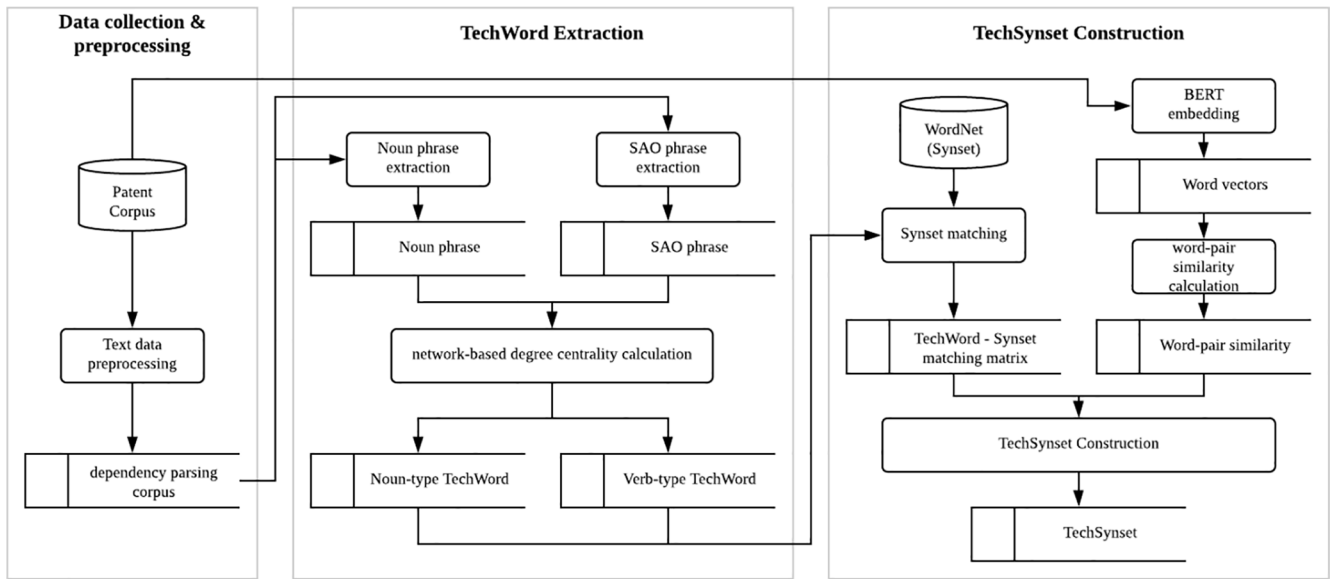 Data collection &
preprocessing
Patent
Corpus
Text data
preprocessing
dependency parsing
corpus
TechWord Extraction
Noun phrase
extraction
SAO phrase
extraction
Noun phrase
SAO phrase
network-based degree centrality calculation
Noun-type TechWord
Verb-type TechWord
TechSynset Construction
WordNet
(Synset)
Synset matching
TechWord - Synset
matching matrix
BERT
embedding
Word vectors
word-pair
similarity
calculation
Word-pair similarity
TechSynset Construction
TechSynset